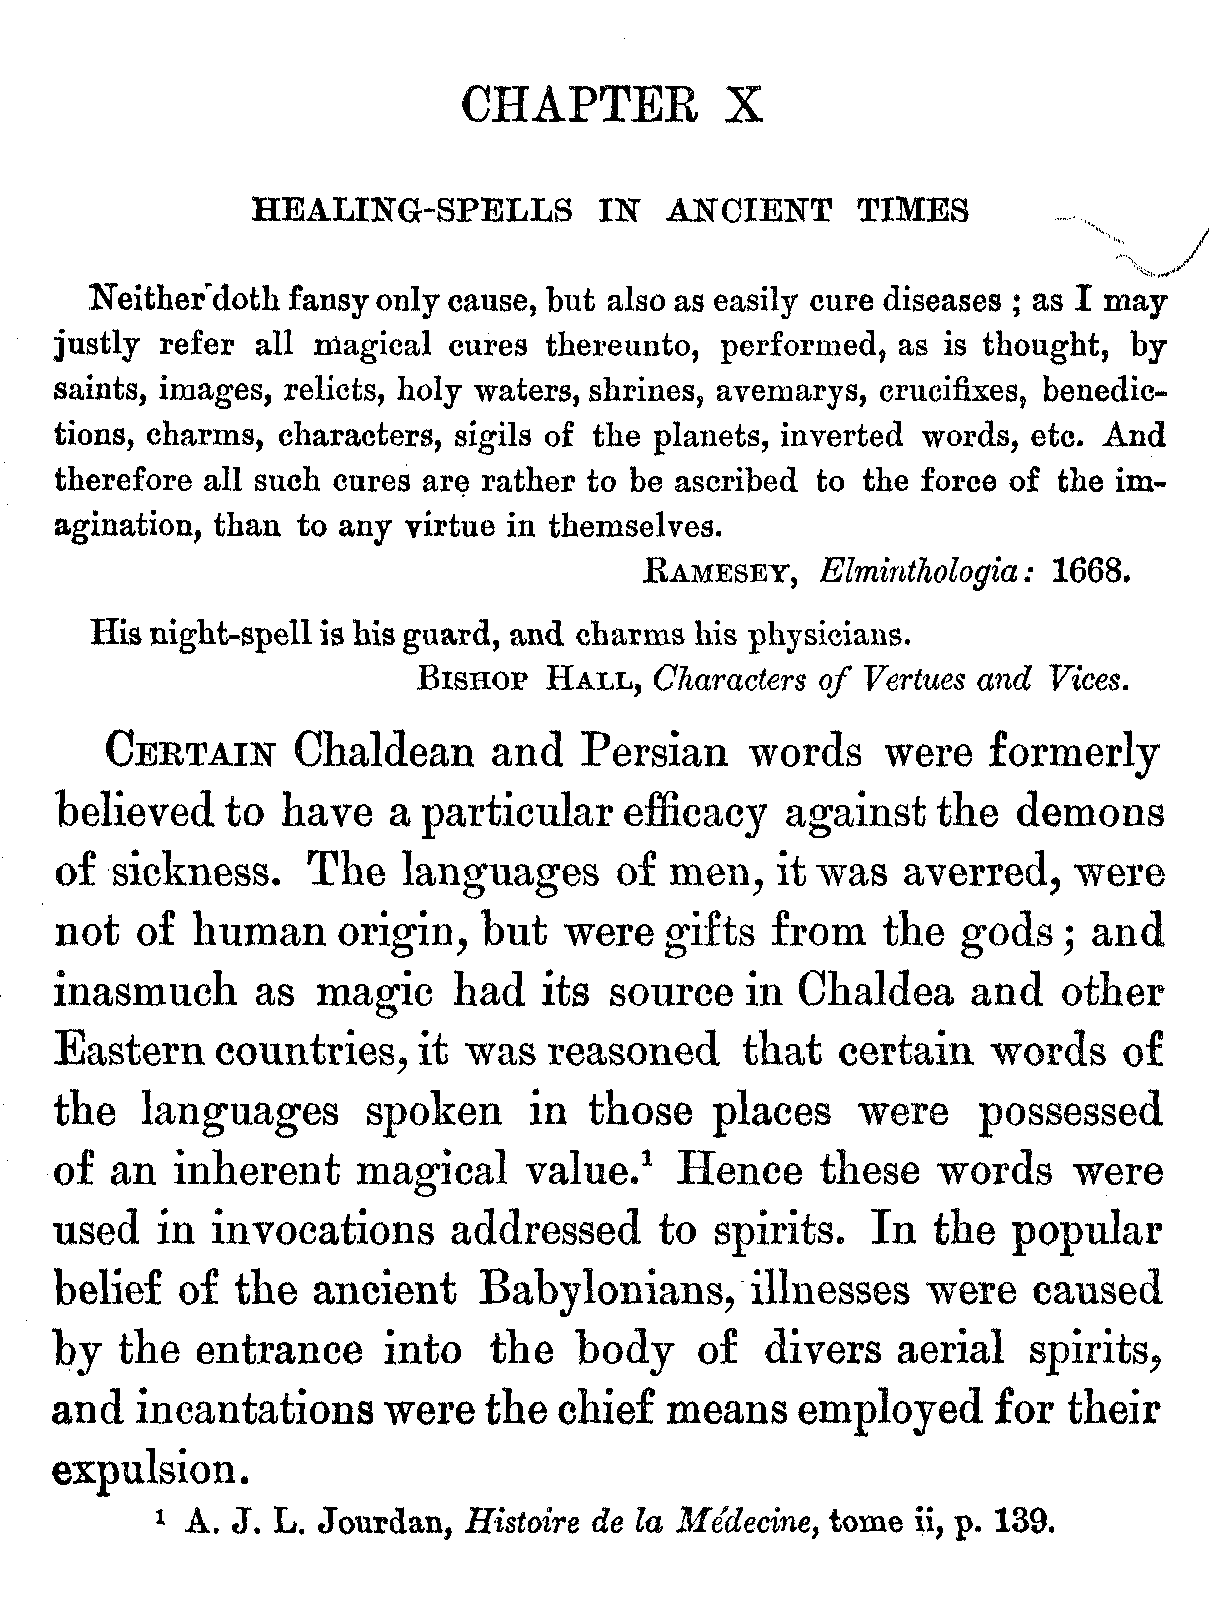 CHAPTER X
HEALING-SPELLS IN ANCIENT TIMES
Neither doth fansy only cause, but also as easily cure diseases ; as I may
justly refer all magical cures thereunto, performed, as is thought, by
saints, images, relicts, holy waters, shrines, avemarys, crucifixes, benedic-
tions, charms, characters, sigils of the planets, inverted words, etc. And
therefore all such cures are rather to be ascribed to the force of the im-
agination, than to any virtue in themselves.
RAMESEY, Elminthologia: 1668.
His night-spell is his guard, and charms his physicians.
BISHOP HALL, Characters of Vertues and Vices.
CERTAIN Chaldean and Persian words were formerly
believed to have a particular efficacy against the demons
of sickness. The languages of men, it was averred, were
not of human origin, but were gifts from the gods ; and
inasmuch as magic had its source in Chaldea and other
Eastern countries, it was reasoned that certain words of
the languages spoken in those places were possessed
of an inherent magical value.¹ Hence these words were
used in invocations addressed to spirits. In the popular
belief of the ancient Babylonians, illnesses were caused
by the entrance into the body of divers aerial spirits,
and incantations were the chief means employed for their
expulsion.
¹ A. J. L. Jourdan, Histoire de la Médecine, tome ii, p. 139.